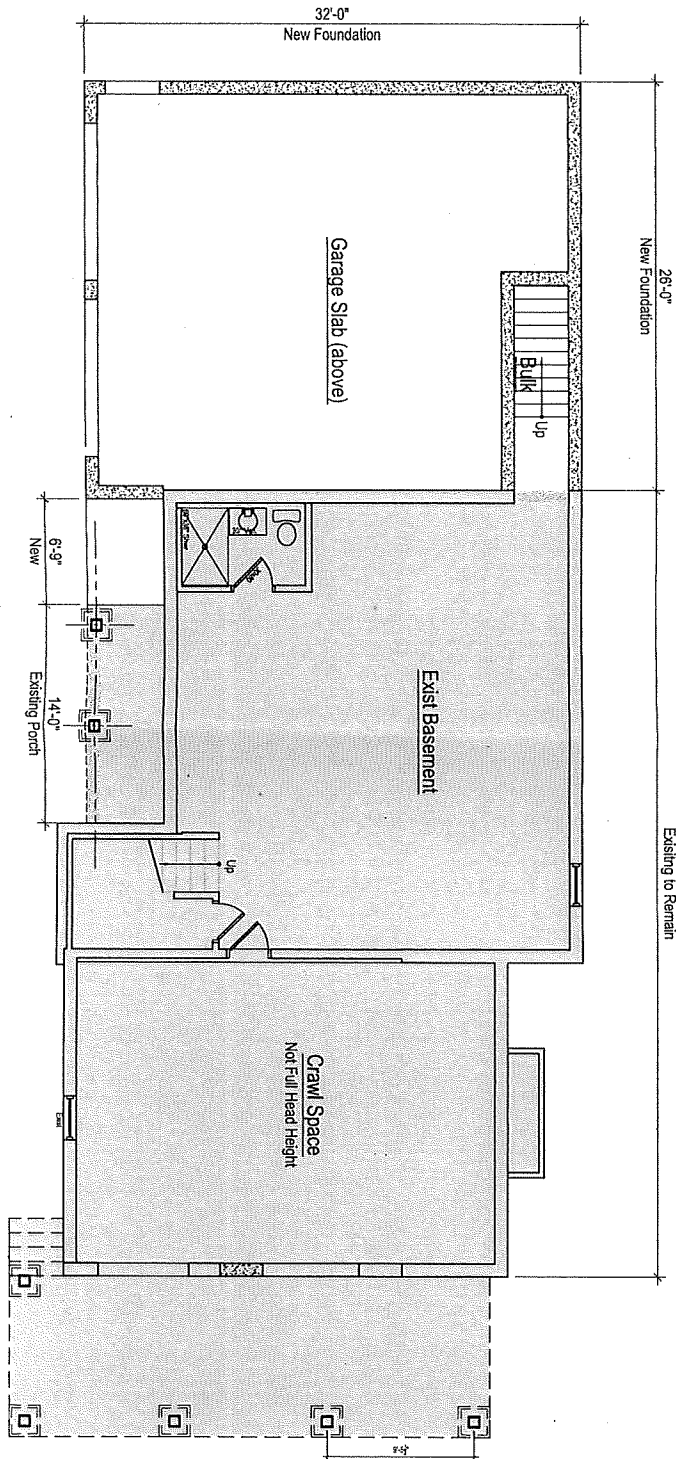 32'-0"
New Foundation
26'-0"
New Foundation
Garage Slab (above)
Bulk
Up
6'-9"
New
14'-0"
Existing Porch
Exist Basement
Up
Exisitng to Remain
Crawl Space
Not Full Head Height